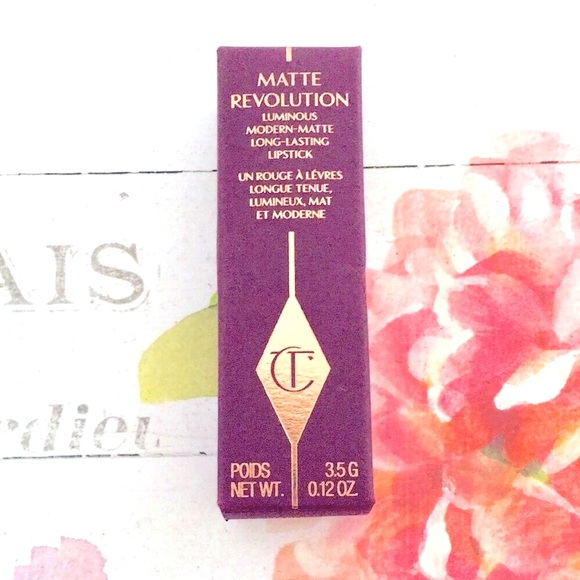 MATTE
REVOLUTION
LUMINOUS
MODERN-MATTE
LONG-LASTING
LIPSTICK
UN ROUGE À LÈVRES
LONGUE TENUE,
LUMINEUX, MAT
ET MODERNE
AIS
CT
rdieu
POIDS 3.5 G
NET WT. 0.12 OZ.